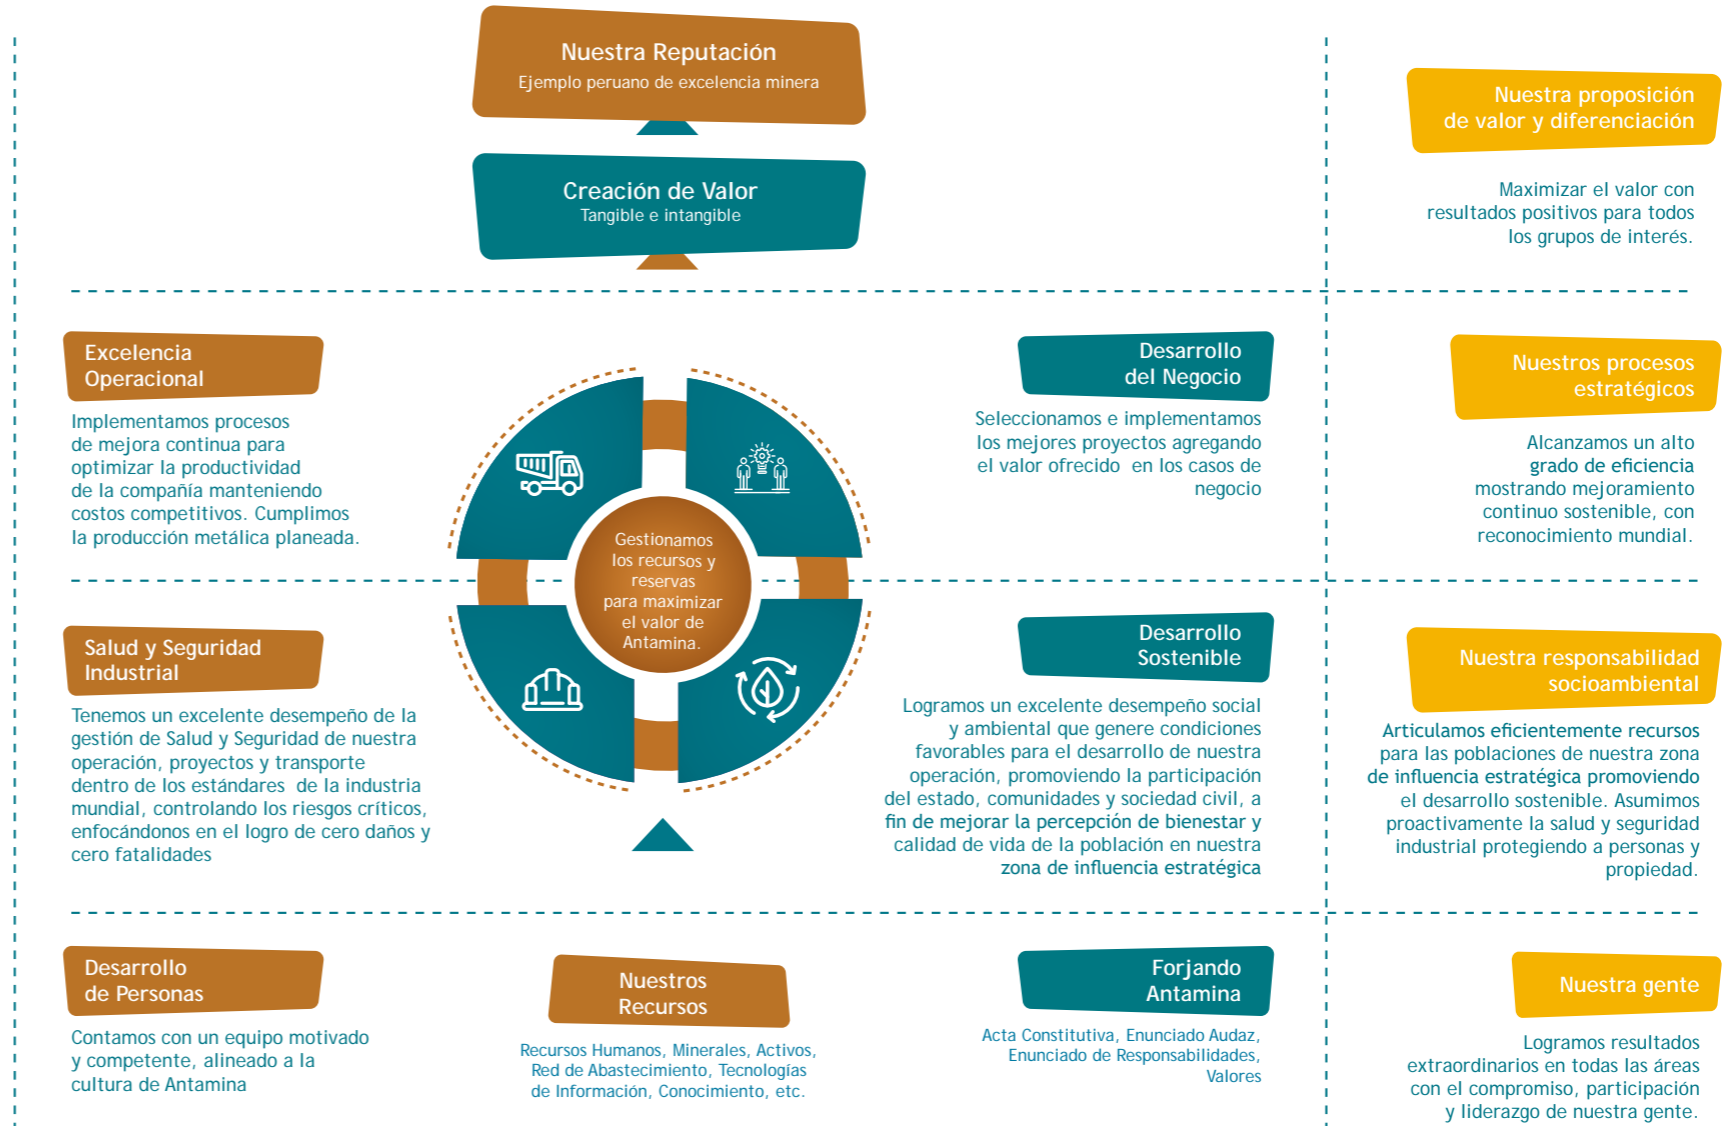 Nuestra Reputación
Ejemplo peruano de excelencia minera
Creación de Valor
Tangible e intangible
Nuestra proposición
de valor y diferenciación
Maximizar el valor con
resultados positivos para todos
los grupos de interés.
Excelencia
Operacional
Implementamos procesos
de mejora continua para
optimizar la productividad
de la compañía manteniendo
costos competitivos. Cumplimos
la producción metálica planeada.
Gestionamos
los recursos y
reservas
para maximizar
el valor de
Antamina.
Desarrollo
del Negocio
Seleccionamos e implementamos
los mejores proyectos agregando
el valor ofrecido en los casos de
negocio
Nuestros procesos
estratégicos
Alcanzamos un alto
grado de eficiencia
mostrando mejoramiento
continuo sostenible, con
reconocimiento mundial.
Salud y Seguridad
Industrial
Tenemos un excelente desempeño de la
gestión de Salud y Seguridad de nuestra
operación, proyectos y transporte
dentro de los estándares de la industria
mundial, controlando los riesgos críticos,
enfocándonos en el logro de cero daños y
cero fatalidades
Desarrollo
Sostenible
Logramos un excelente desempeño social
y ambiental que genere condiciones
favorables para el desarrollo de nuestra
operación, promoviendo la participación
del estado, comunidades y sociedad civil, a
fin de mejorar la percepción de bienestar y
calidad de vida de la población en nuestra
zona de influencia estratégica
Nuestra responsabilidad
socioambiental
Articulamos eficientemente recursos
para las poblaciones de nuestra zona
de influencia estratégica promoviendo
el desarrollo sostenible. Asumimos
proactivamente la salud y seguridad
industrial protegiendo a personas y
propiedad.
Desarrollo
de Personas
Contamos con un equipo motivado
y competente, alineado a la
cultura de Antamina
Nuestros
Recursos
Recursos Humanos, Minerales, Activos,
Red de Abastecimiento, Tecnologías
de Información, Conocimiento, etc.
Forjando
Antamina
Acta Constitutiva, Enunciado Audaz,
Enunciado de Responsabilidades,
Valores
Nuestra gente
Logramos resultados
extraordinarios en todas las áreas
con el compromiso, participación
y liderazgo de nuestra gente.